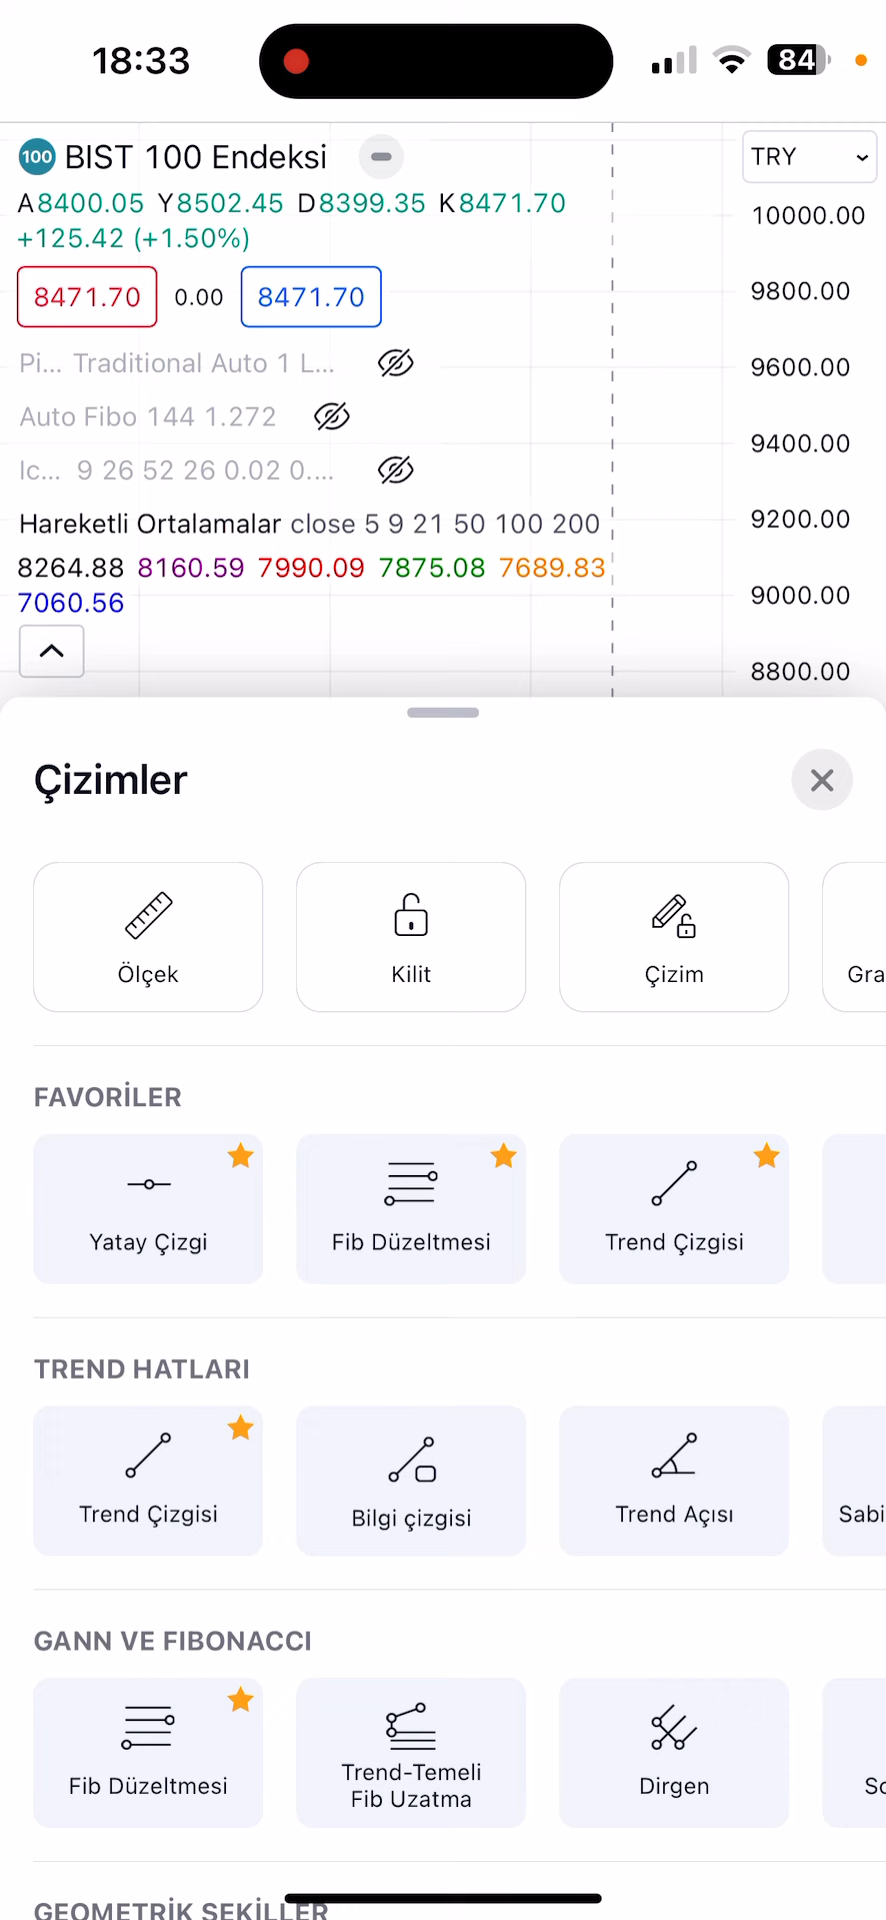 18:33
84
100 BIST 100 Endeksi
TRY
A8400.05 Y8502.45 D8399.35 K8471.70
+125.42 (+1.50%)
8471.70 0.00 8471.70
Pi... Traditional Auto 1 L...
Auto Fibo 144 1.272
Ic... 9 26 52 26 0.02 0....
Hareketli Ortalamalar close 5 9 21 50 100 200
8264.88 8160.59 7990.09 7875.08 7689.83
7060.56
10000.00
9800.00
9600.00
9400.00
9200.00
9000.00
8800.00
Çizimler
Ölçek
Kilit
Çizim
Gra
FAVORİLER
Yatay Çizgi
Fib Düzeltmesi
Trend Çizgisi
TREND HATLARI
Trend Çizgisi
Bilgi çizgisi
Trend Açısı
Sabi
GANN VE FIBONACCI
Fib Düzeltmesi
Trend-Temeli
Fib Uzatma
Dirgen
Sc
GEOMETRİK ŞEKİLLER